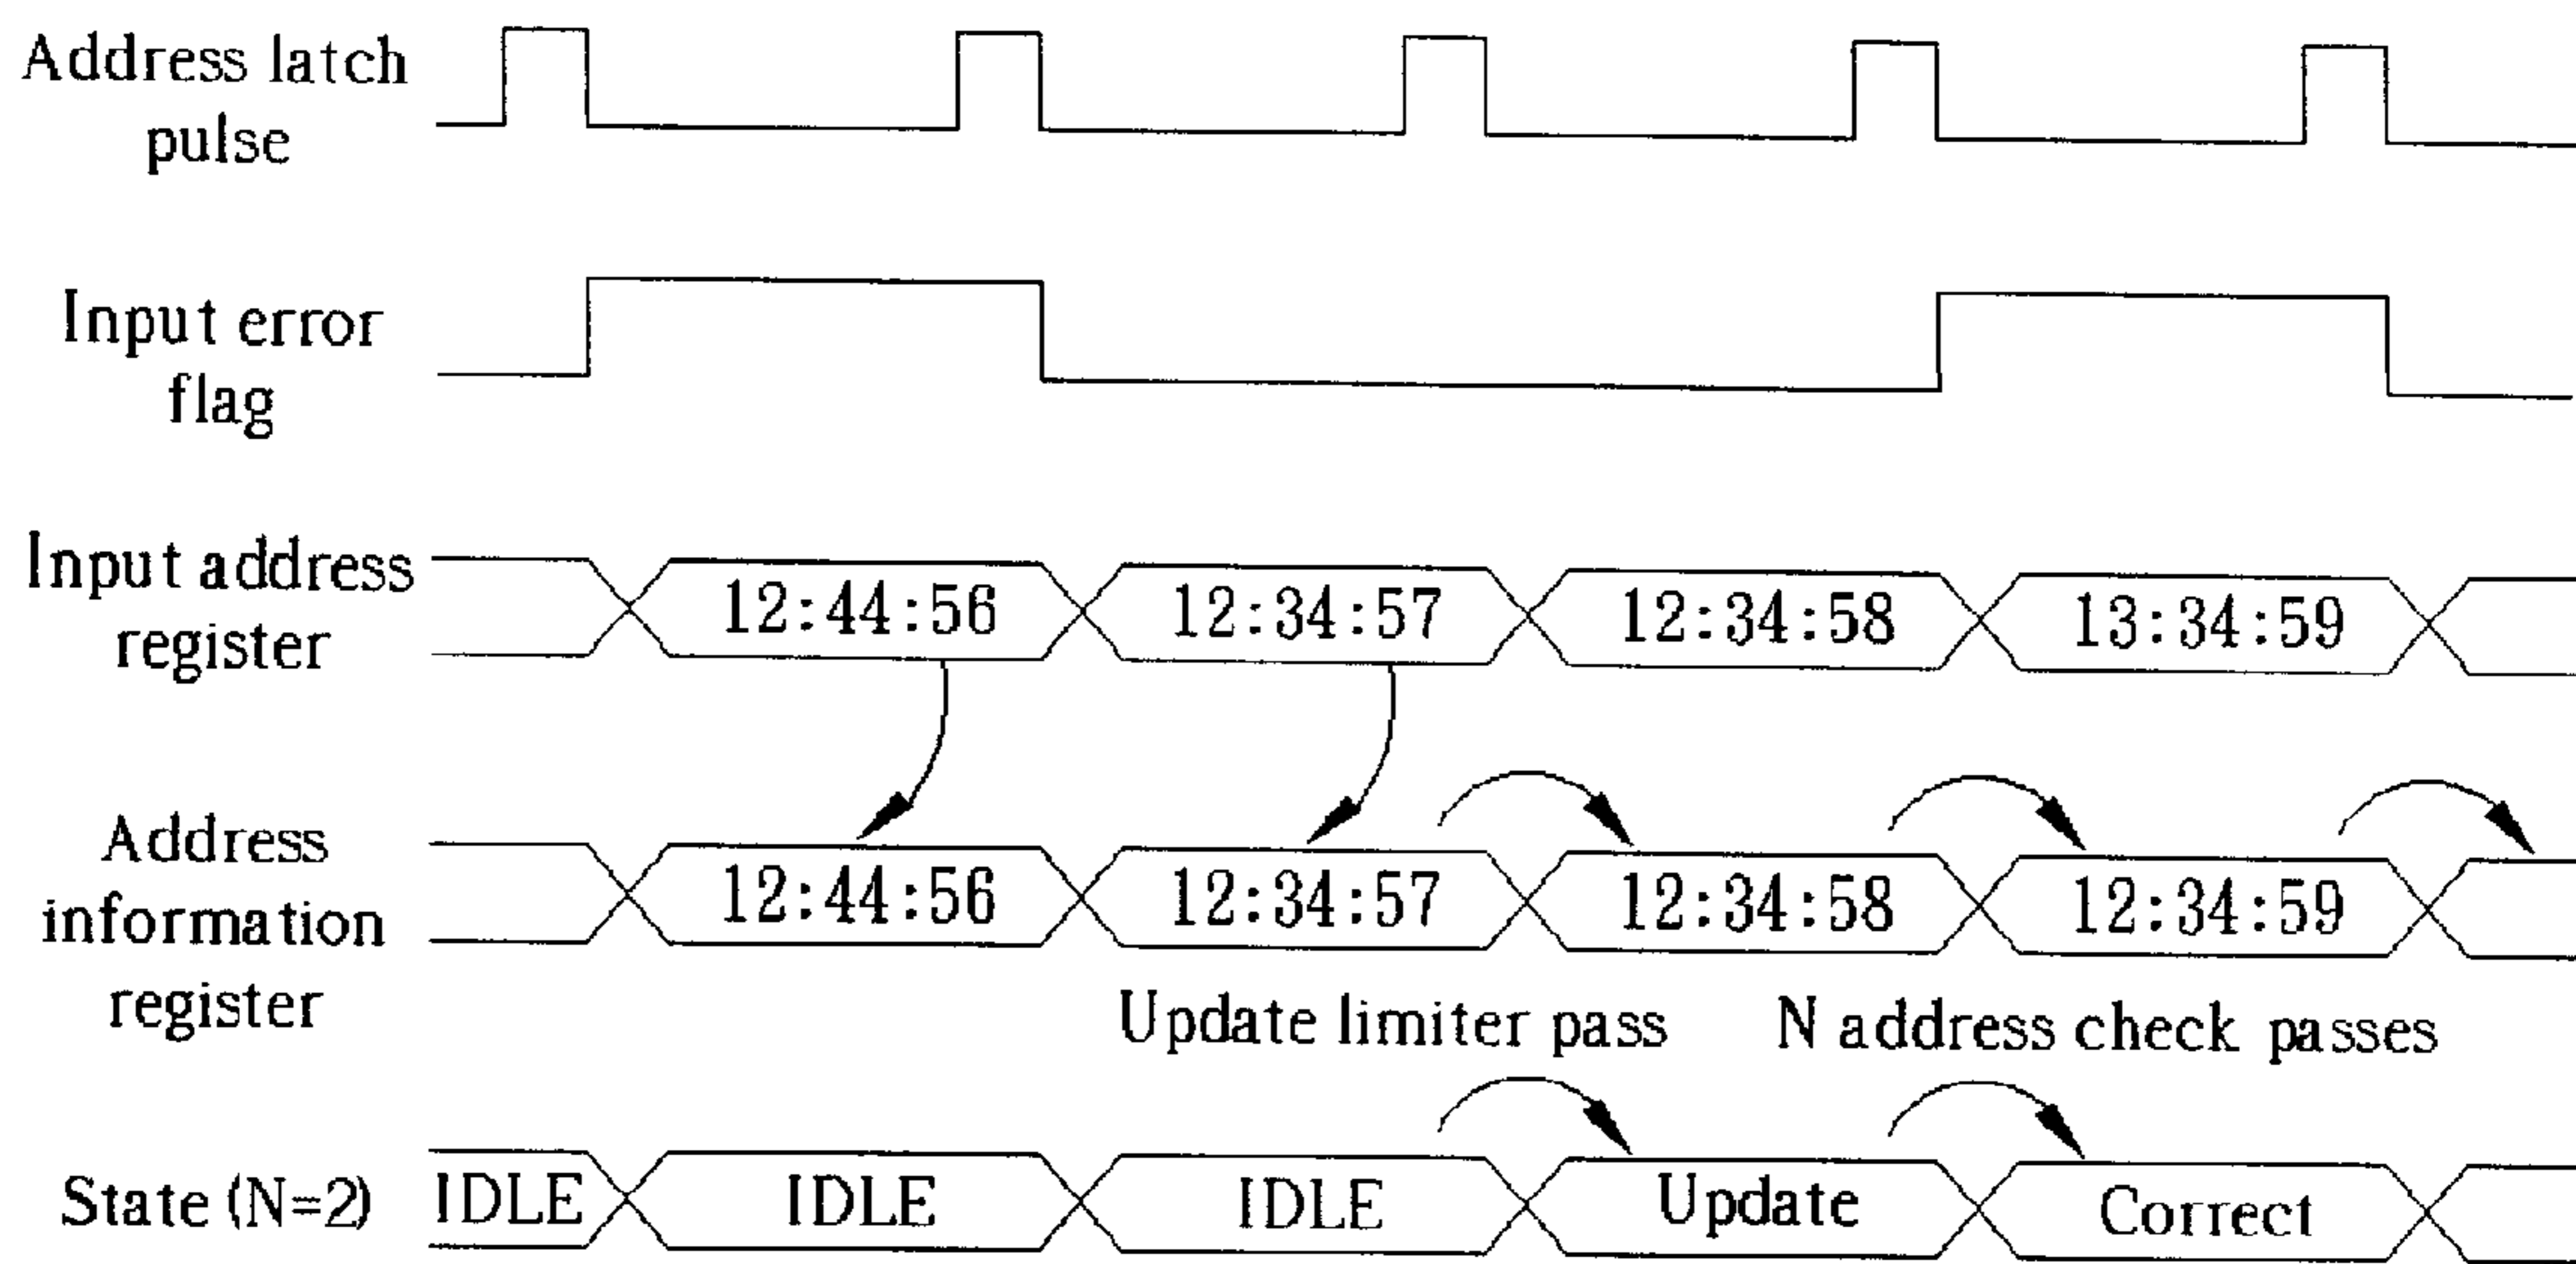 Address latch
pulse
Input error
flag
Input address
register
12:44:56
12:34:57
12:34:58
13:34:59
Address
information
register
12:44:56
12:34:57
12:34:58
12:34:59
Update limiter pass
N address check passes
State (N=2)
IDLE
IDLE
IDLE
Update
Correct